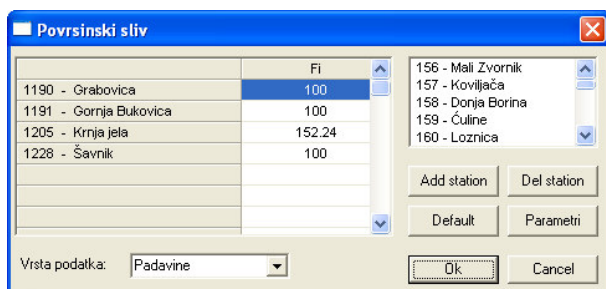 Povrsinski sliv
Fi
1190 - Grabovica 100
1191 - Gornja Bukovica 100
1205 - Krnja jela 152.24
1228 - Šavnik 100
156 - Mali Zvornik
157 - Koviljača
158 - Donja Borina
159 - Ćuline
160 - Loznica
Add station Del station
Default Parametri
Vrsta podatka: Padavine
Ok Cancel